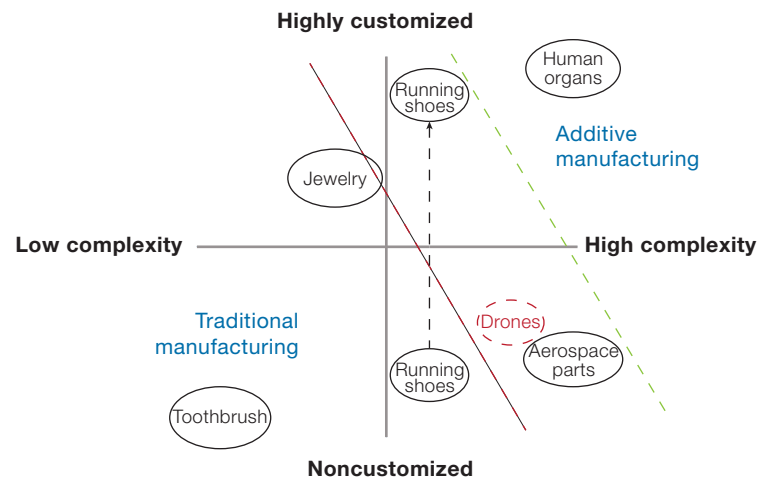 Highly customized
Human
organs
Running
shoes
Additive
manufacturing
Jewelry
Low complexity
High complexity
Traditional
manufacturing
Drones
Aerospace
parts
Running
shoes
Toothbrush
Noncustomized